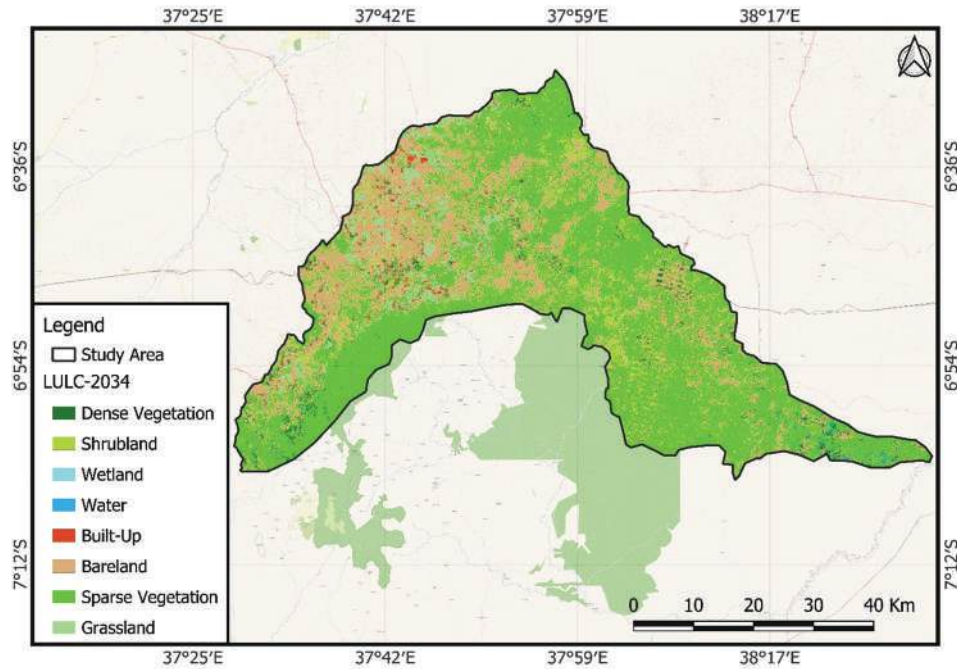 37°25'E 37°42'E 37°59'E 38°17'E
6°36'S 6°36'S
6°54'S 6°54'S
7°12'S 7°12'S
Legend
Study Area
LULC-2034
Dense Vegetation
Shrubland
Wetland
Water
Built-Up
Bareland
Sparse Vegetation
Grassland
0 10 20 30 40 Km
37°25'E 37°42'E 37°59'E 38°17'E